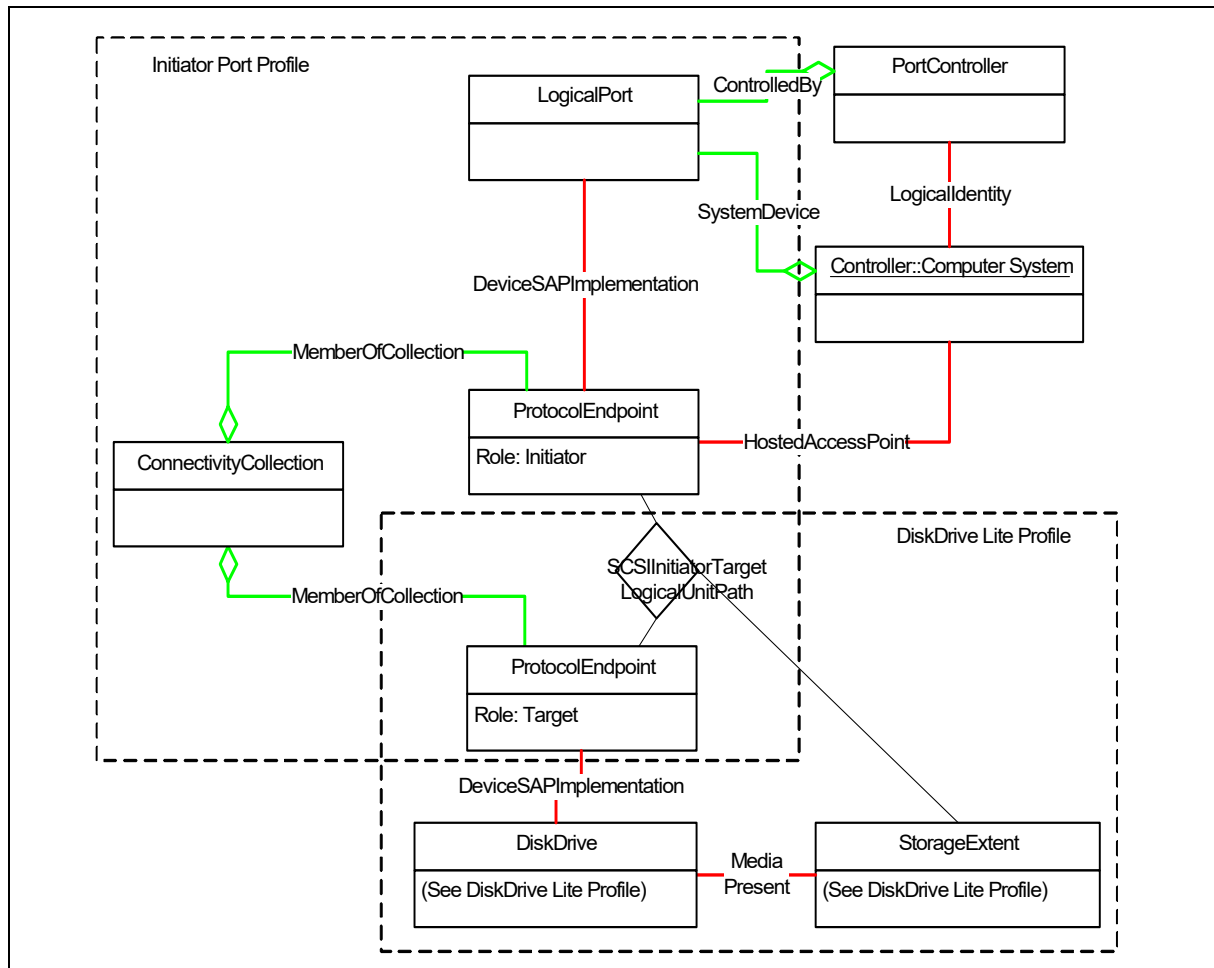 Initiator Port Profile
LogicalPort
ControlledBy
PortController
LogicalIdentity
SystemDevice
Controller::Computer System
DeviceSAPImplementation
MemberOfCollection
ProtocolEndpoint
Role: Initiator
HostedAccessPoint
ConnectivityCollection
DiskDrive Lite Profile
SCSIInitiatorTarget
LogicalUnitPath
MemberOfCollection
ProtocolEndpoint
Role: Target
DeviceSAPImplementation
DiskDrive
(See DiskDrive Lite Profile)
Media
Present
StorageExtent
(See DiskDrive Lite Profile)